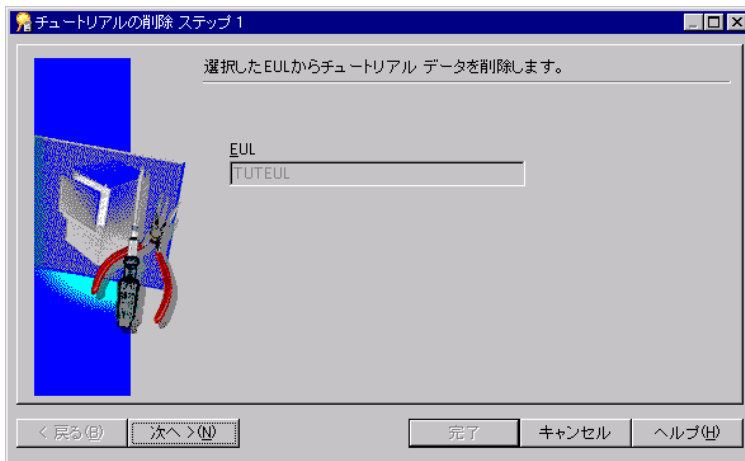 チュートリアルの削除 ステップ 1
選択したEULからチュートリアル データを削除します。
EUL
TUTEUL
< 戻る(B)
次へ >(N)
完了
キャンセル
ヘルプ(H)